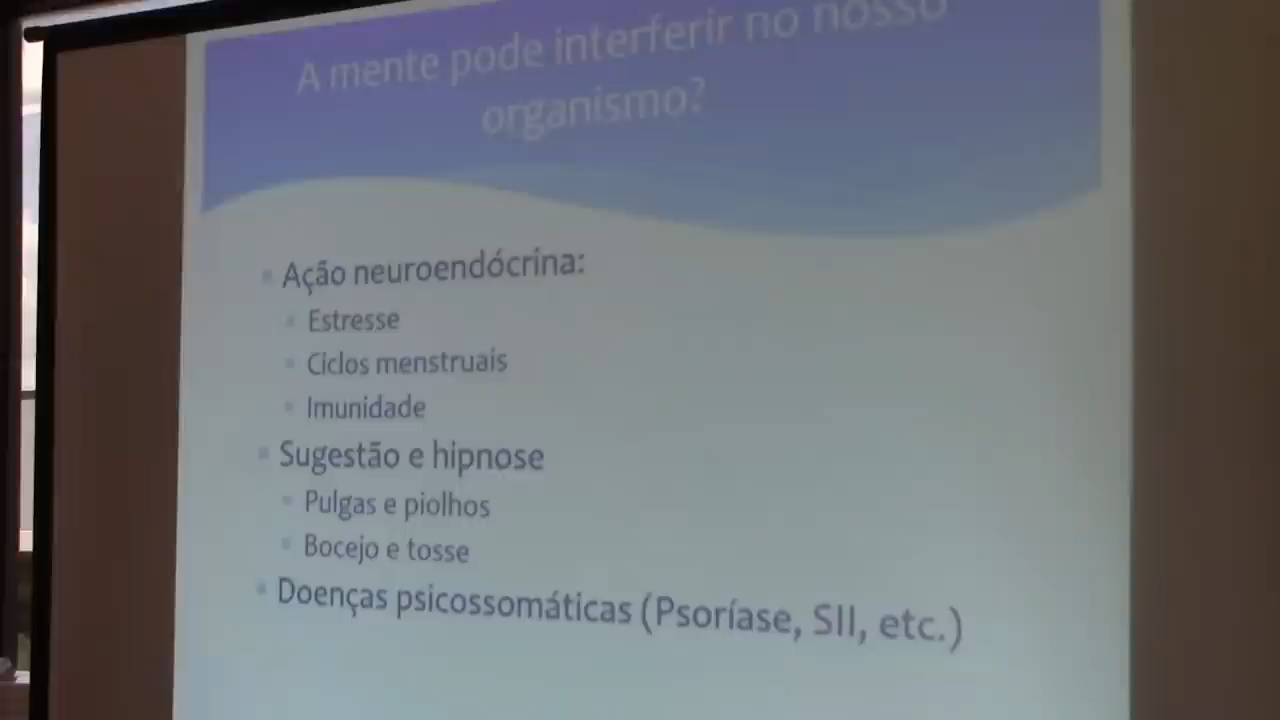 A mente pode interferir no nosso
organismo?
Ação neuroendócrina:
Estresse
Ciclos menstruais
Imunidade
Sugestão e hipnose
Pulgas e piolhos
Bocejo e tosse
Doenças psicossomáticas (Psoríase, SII, etc.)